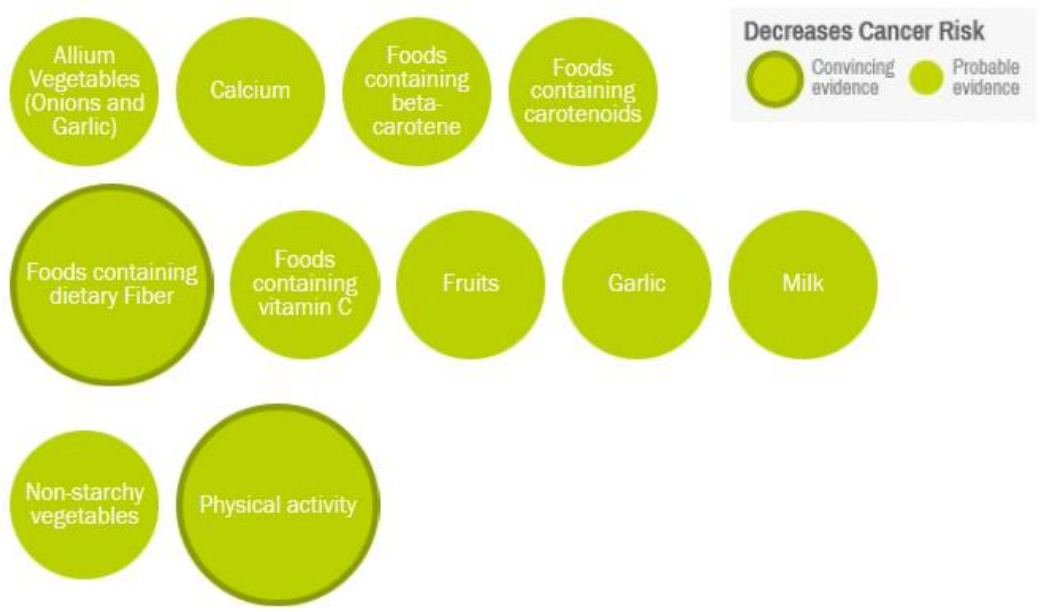 Allium
Vegetables
(Onions and
Garlic)
Calcium
Foods
containing
beta-
carotene
Foods
containing
carotenoids
Decreases Cancer Risk
Convincing
evidence
Probable
evidence
Foods containing
dietary Fiber
Foods
containing
vitamin C
Fruits
Garlic
Milk
Non-starchy
vegetables
Physical activity